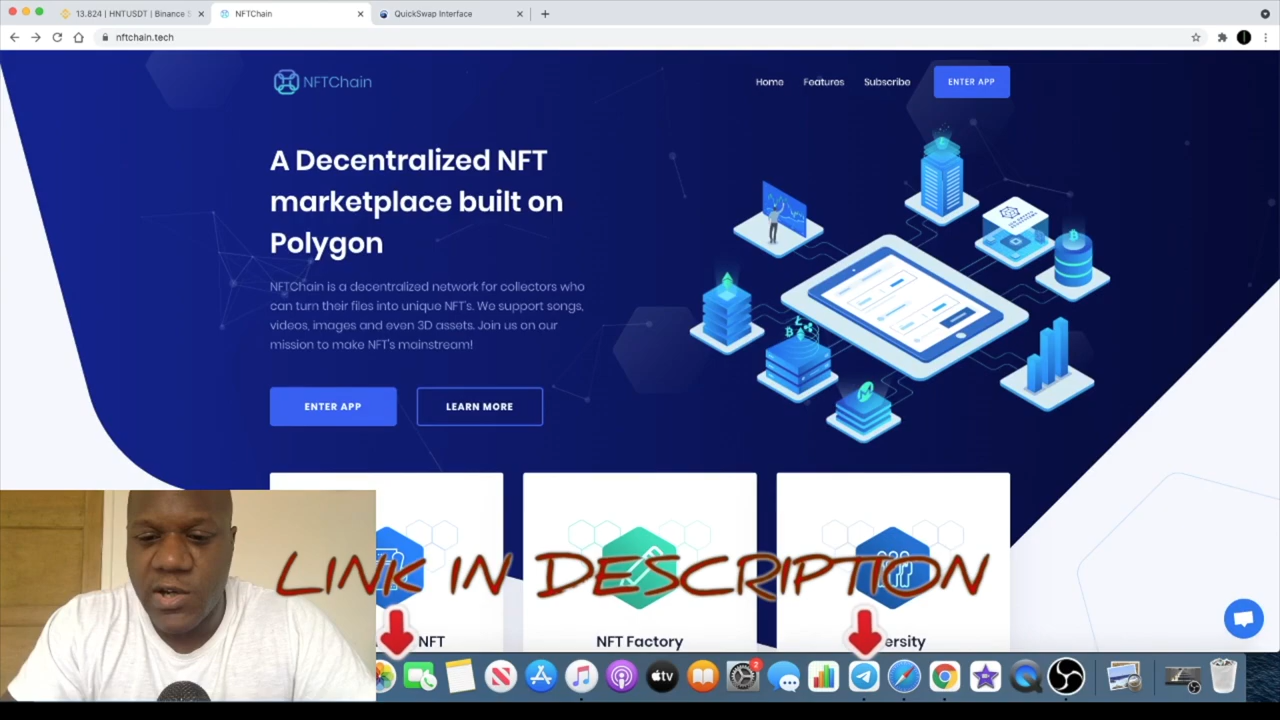 13.824 | HNTUSDT | Binance
NFTChain
QuickSwap Interface
nftchain.tech
NFTChain
Home
Features
Subscribe
ENTER APP
A Decentralized NFT
marketplace built on
Polygon
NFTChain is a decentralized network for collectors who
can turn their files into unique NFT's. We support songs,
videos, images and even 3D assets. Join us on our
mission to make NFT's mainstream!
ENTER APP
LEARN MORE
LINK IN DESCRIPTION
NFT
NFT Factory
ersity
tv
2